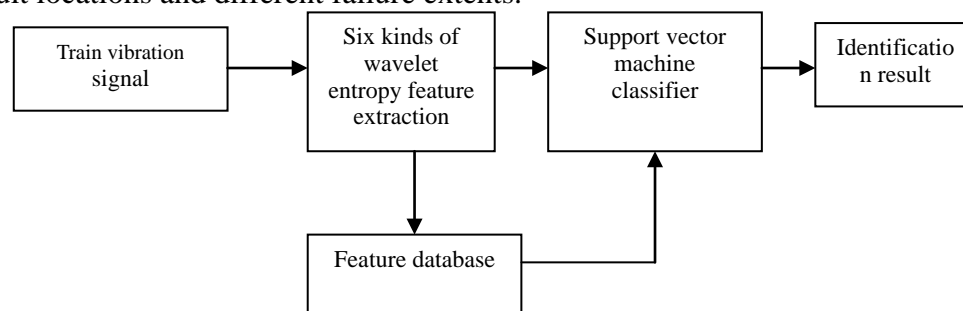 locations and different failure extents.
Train vibration
signal
Six kinds of
wavelet
entropy feature
extraction
Support vector
machine
classifier
Identificatio
n result
Feature database